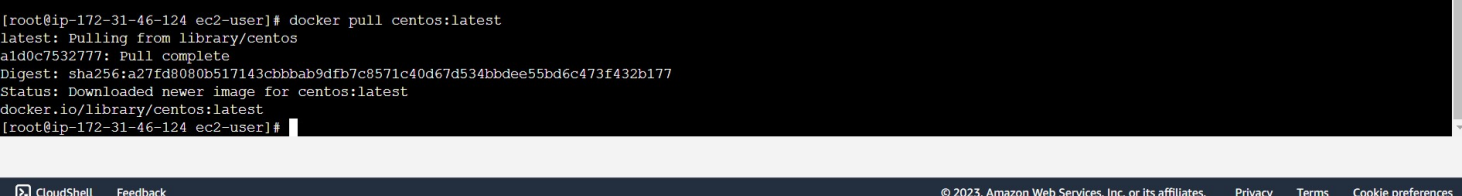 [root@ip-172-31-46-124 ec2-user]# docker pull centos:latest
latest: Pulling from library/centos
a1d0c7532777: Pull complete
Digest: sha256:a27fd8080b517143cbbbab9dfb7c8571c40d67d534bbdee55bd6c473f432b177
Status: Downloaded newer image for centos:latest
docker.io/library/centos:latest
[root@ip-172-31-46-124 ec2-user]#
CloudShell Feedback © 2023, Amazon Web Services, Inc. or its affiliates. Privacy Terms Cookie preferences